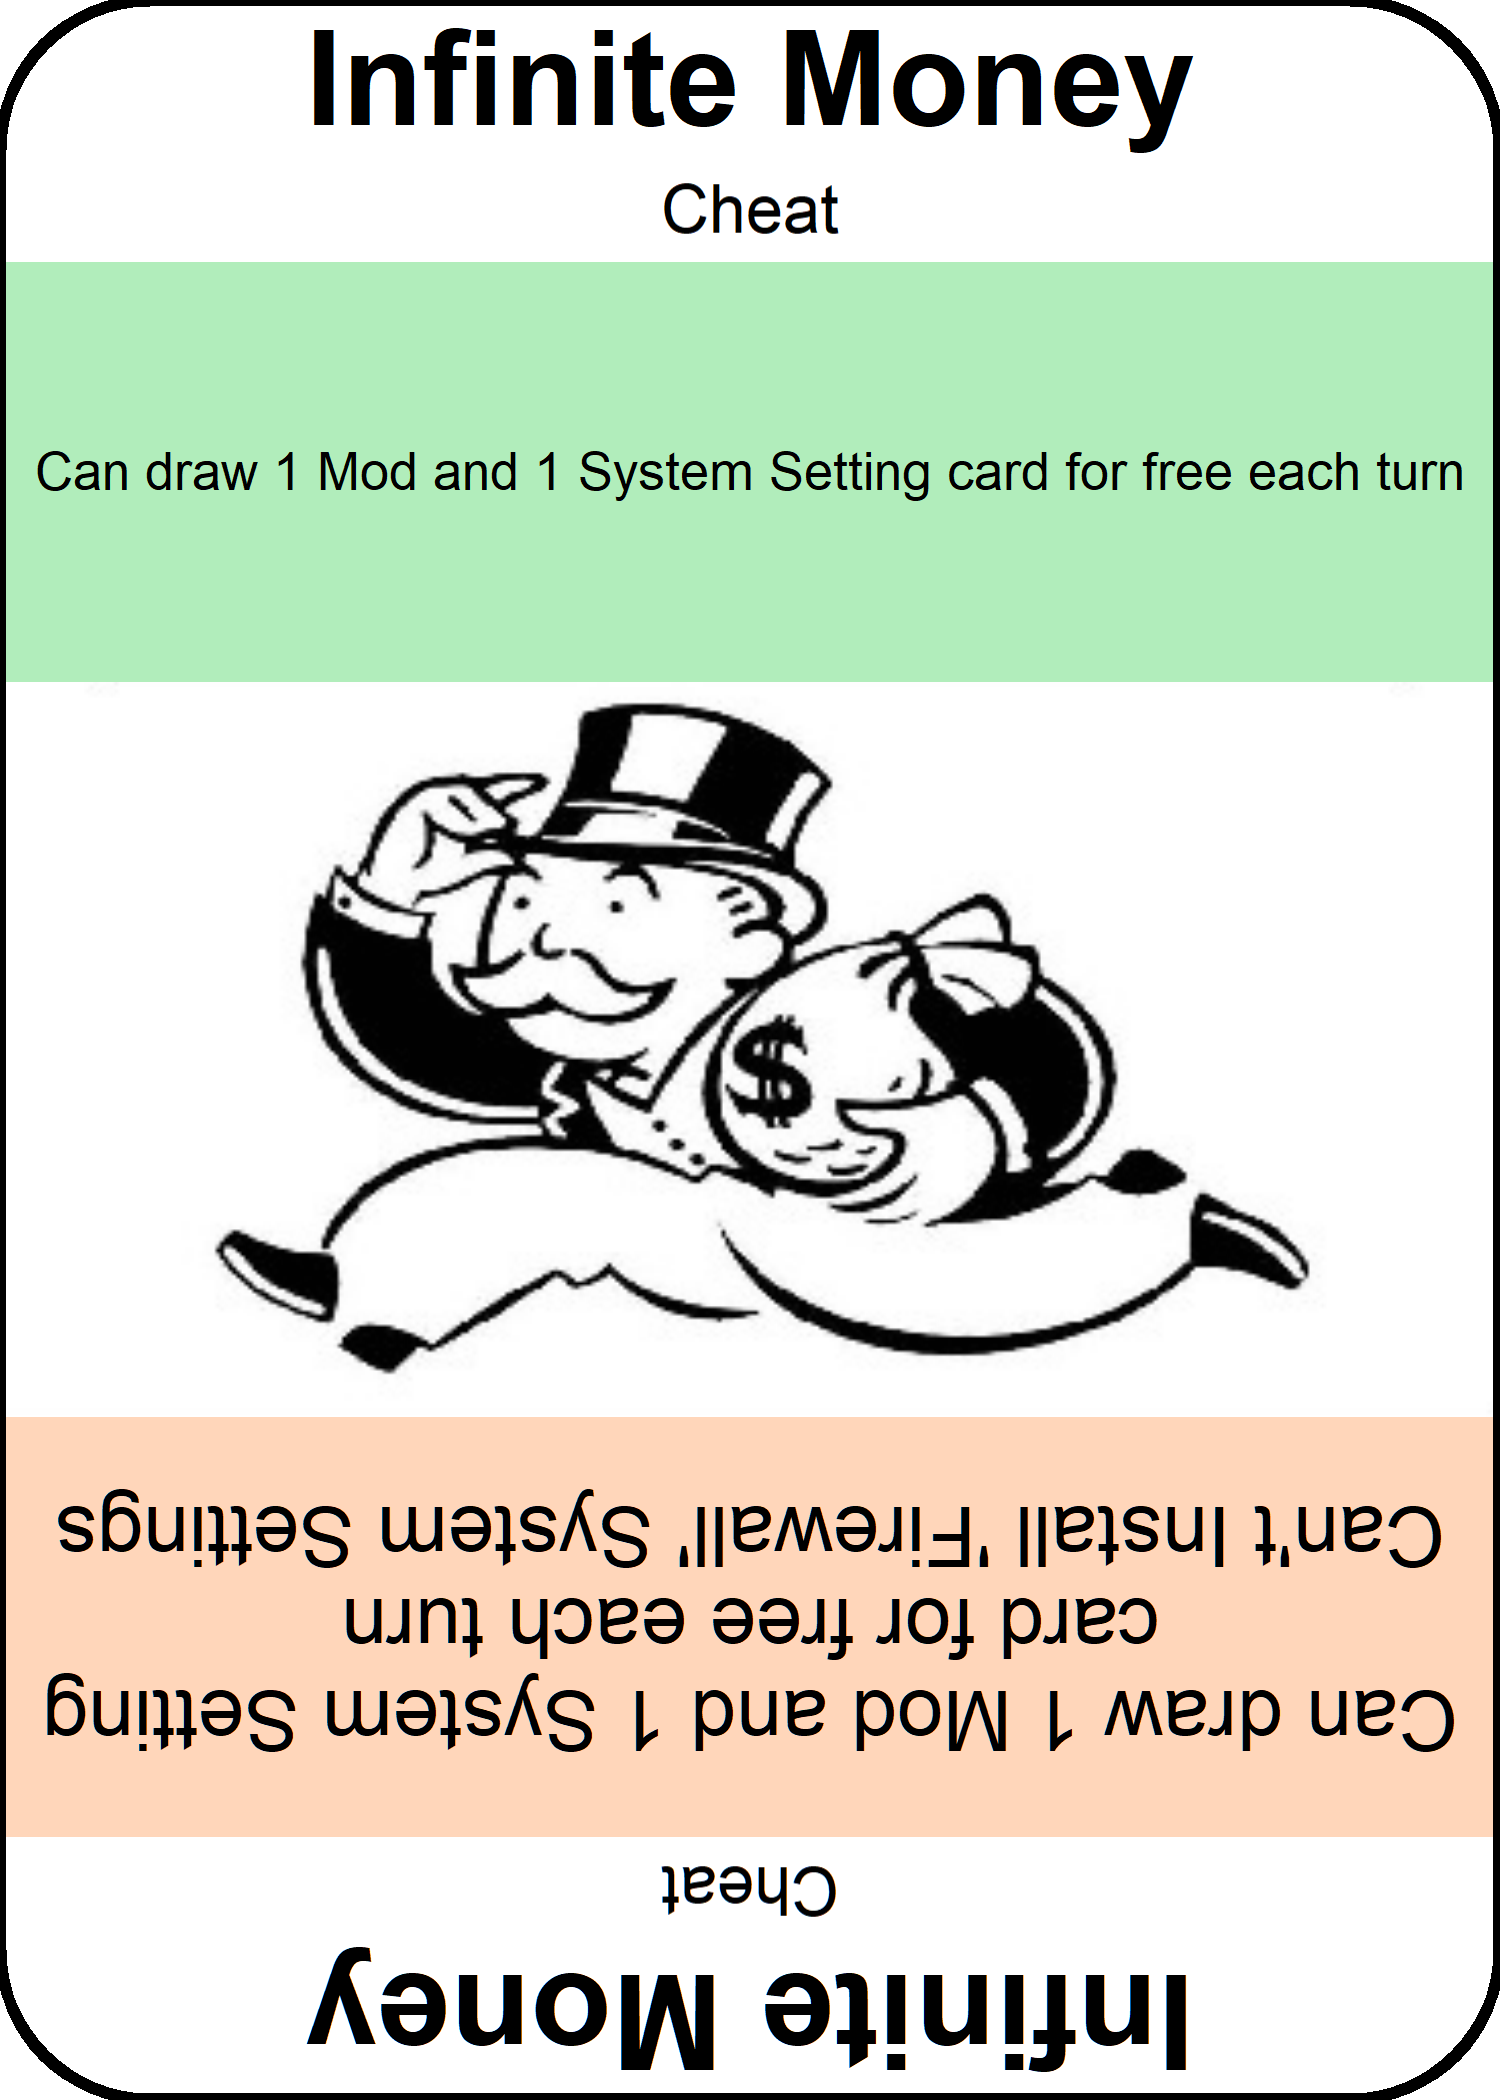 Infinite Money
Cheat
Can draw 1 Mod and 1 System Setting card for free each turn
$
Infinite Money
Cheat
Can draw 1 Mod and 1 System Setting
card for free each turn
Can't Install 'Firewall' System Settings